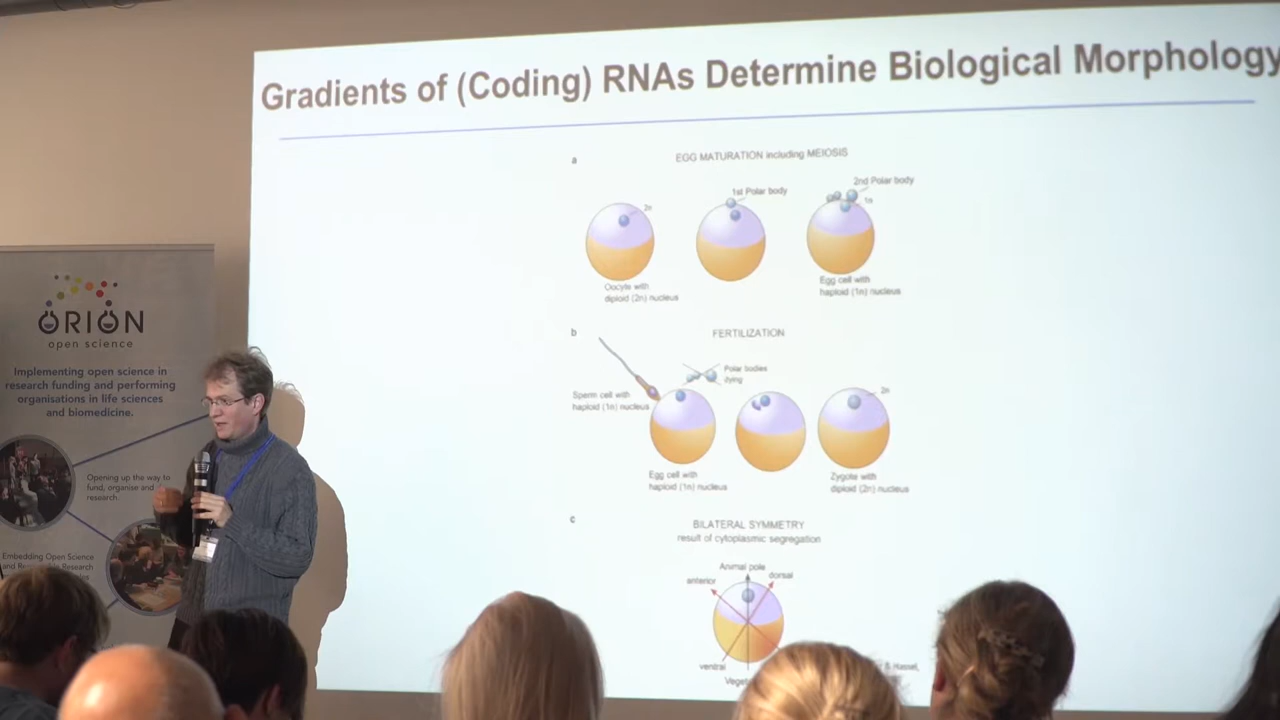 Gradients of (Coding) RNAs Determine Biological Morphology
a
EGG MATURATION including MEIOSIS
2n
1st Polar body
2nd Polar body
1n
Oocyte with
diploid (2n) nucleus
Egg cell with
haploid (1n) nucleus
b
FERTILIZATION
Polar bodies
dying
Sperm cell with
haploid (1n) nucleus
2n
Egg cell with
haploid (1n) nucleus
Zygote with
diploid (2n) nucleus
c
BILATERAL SYMMETRY
result of cytoplasmic segregation
Animal pole
anterior
dorsal
ventral
ORION
open science
Implementing open science in
research funding and performing
organisations in life sciences
and biomedicine.
Opening up the way to
fund, organise and
research.
Embedding Open Science
and Research